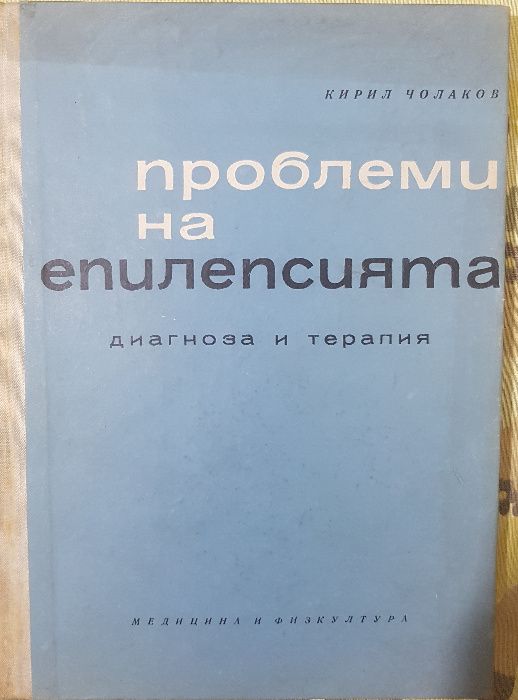 КИРИЛ ЧОЛАКОВ
проблеми
на
епилепсията
диагноза и терапия
МЕДИЦИНА И ФИЗКУЛТУРА